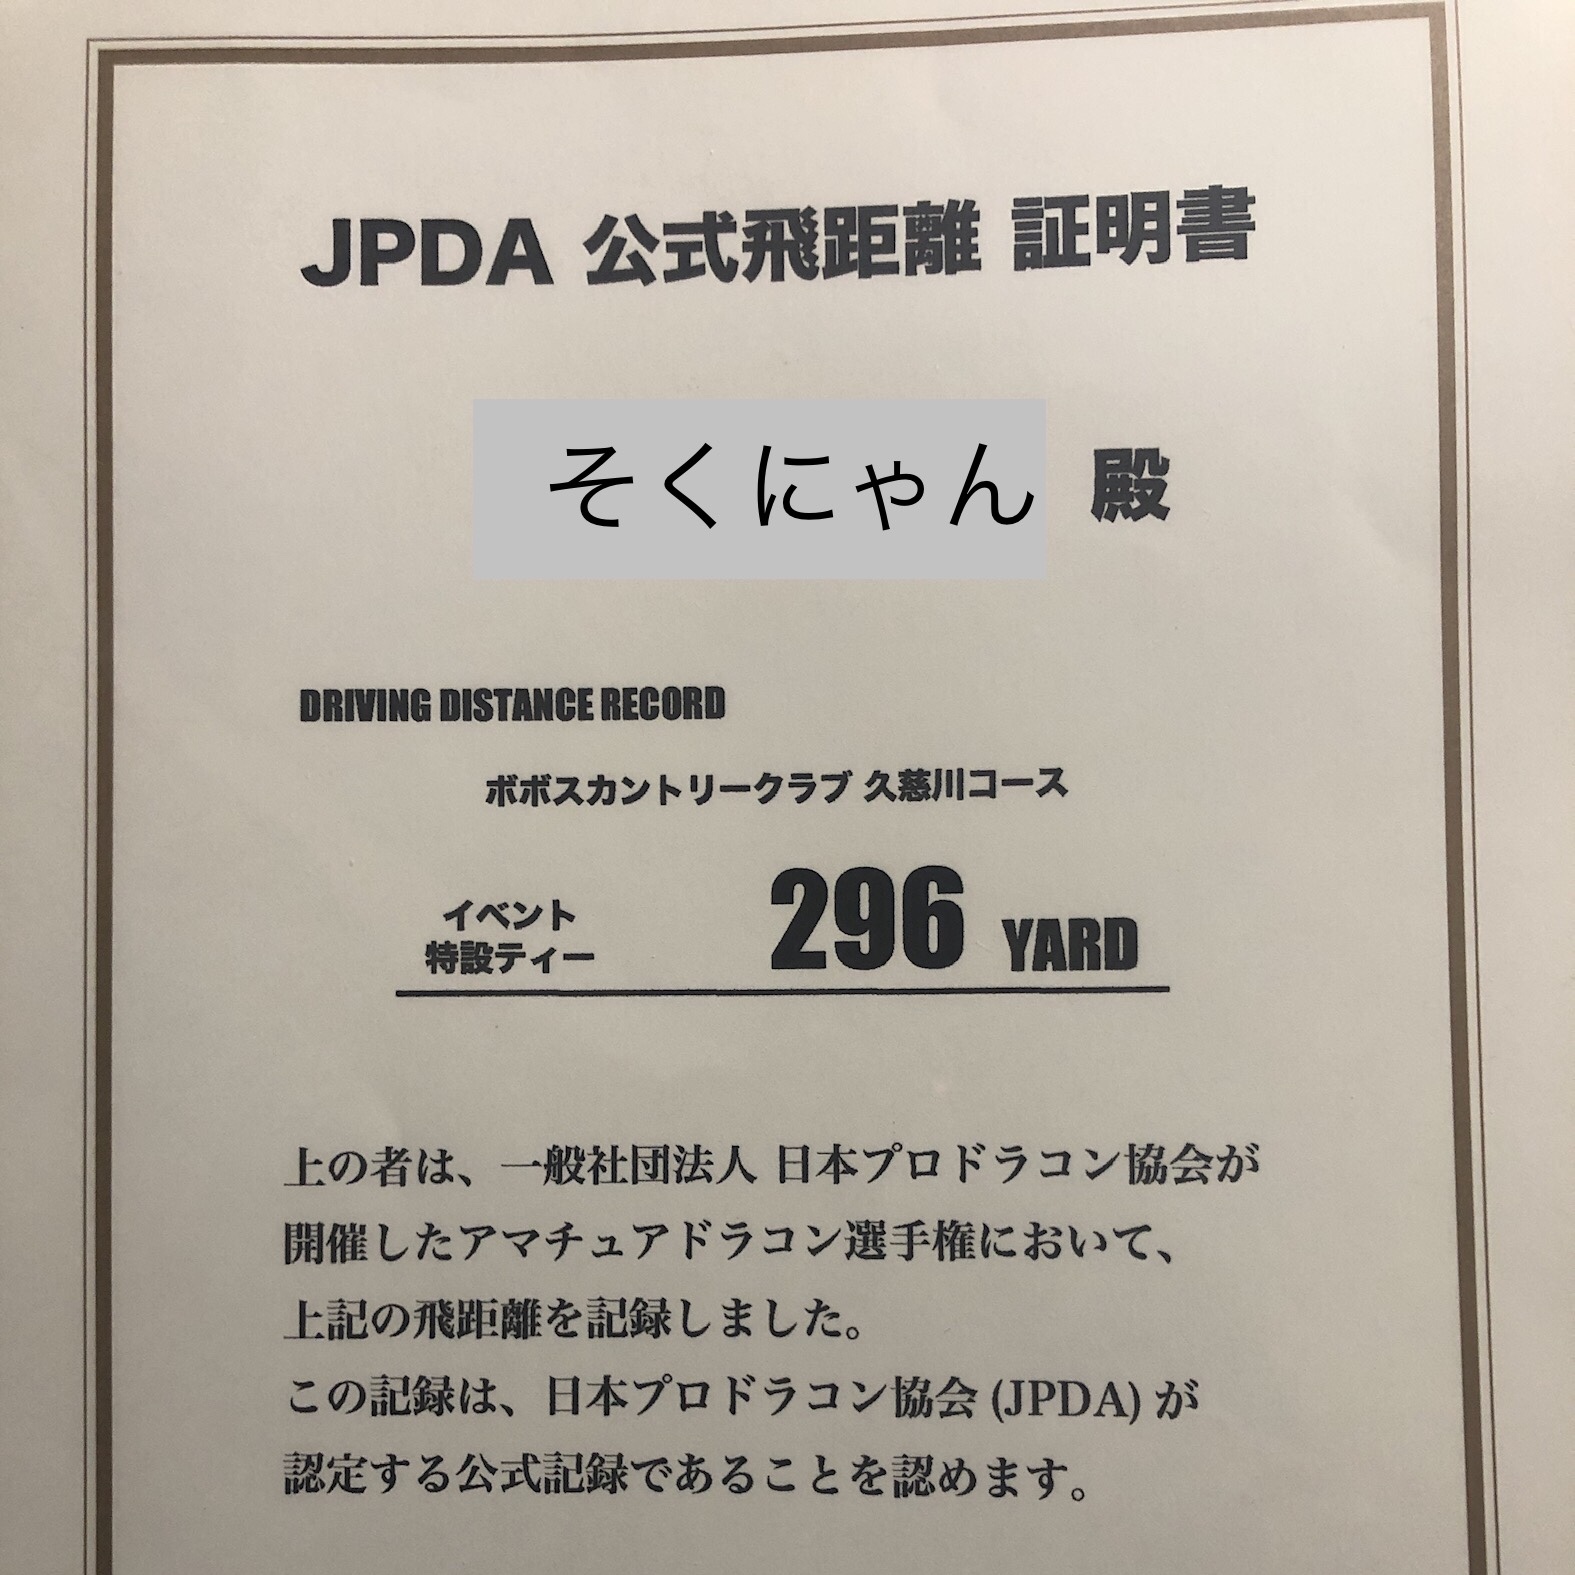 JPDA 公式飛距離 証明書
そくにゃん 殿
DRIVING DISTANCE RECORD
ボボスカントリークラブ 久慈川コース
イベント
特設ティー 296 YARD
上の者は、一般社団法人 日本プロドラコン協会が
開催したアマチュアドラコン選手権において、
上記の飛距離を記録しました。
この記録は、日本プロドラコン協会 (JPDA) が
認定する公式記録であることを認めます。